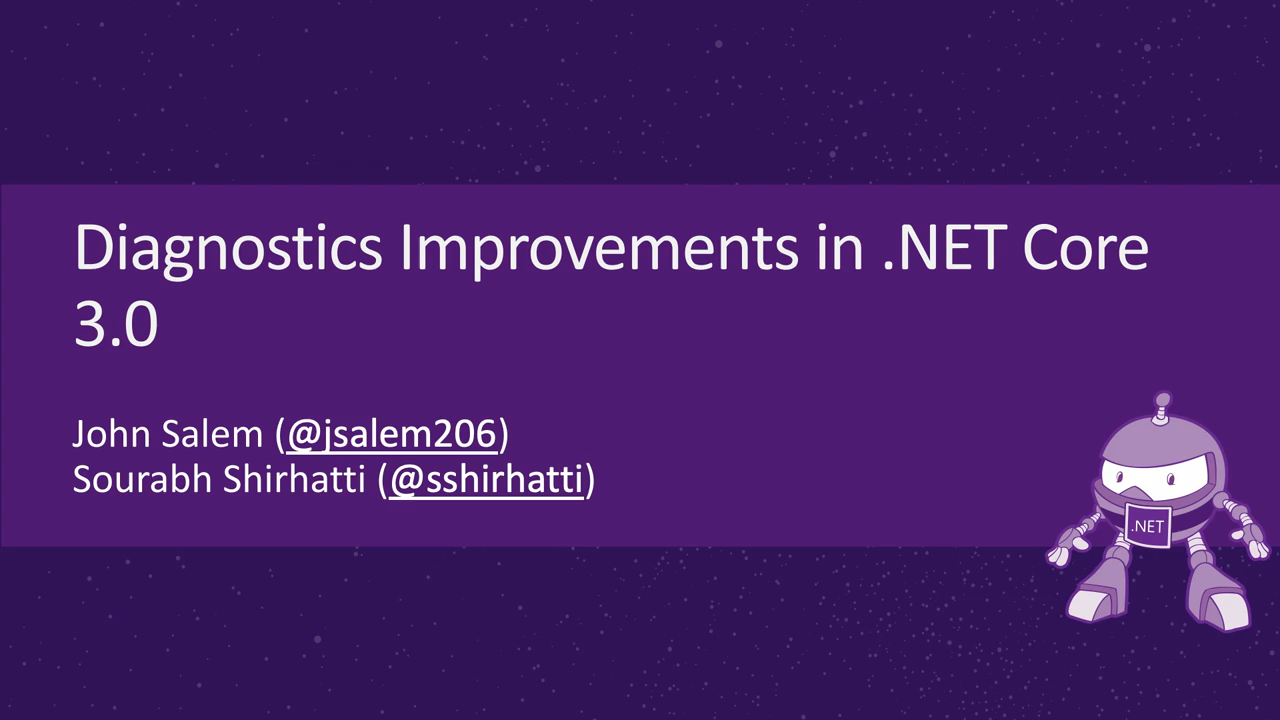 Diagnostics Improvements in .NET Core
3.0
John Salem (@jsalem206)
Sourabh Shirhatti (@sshirhatti)
.NET